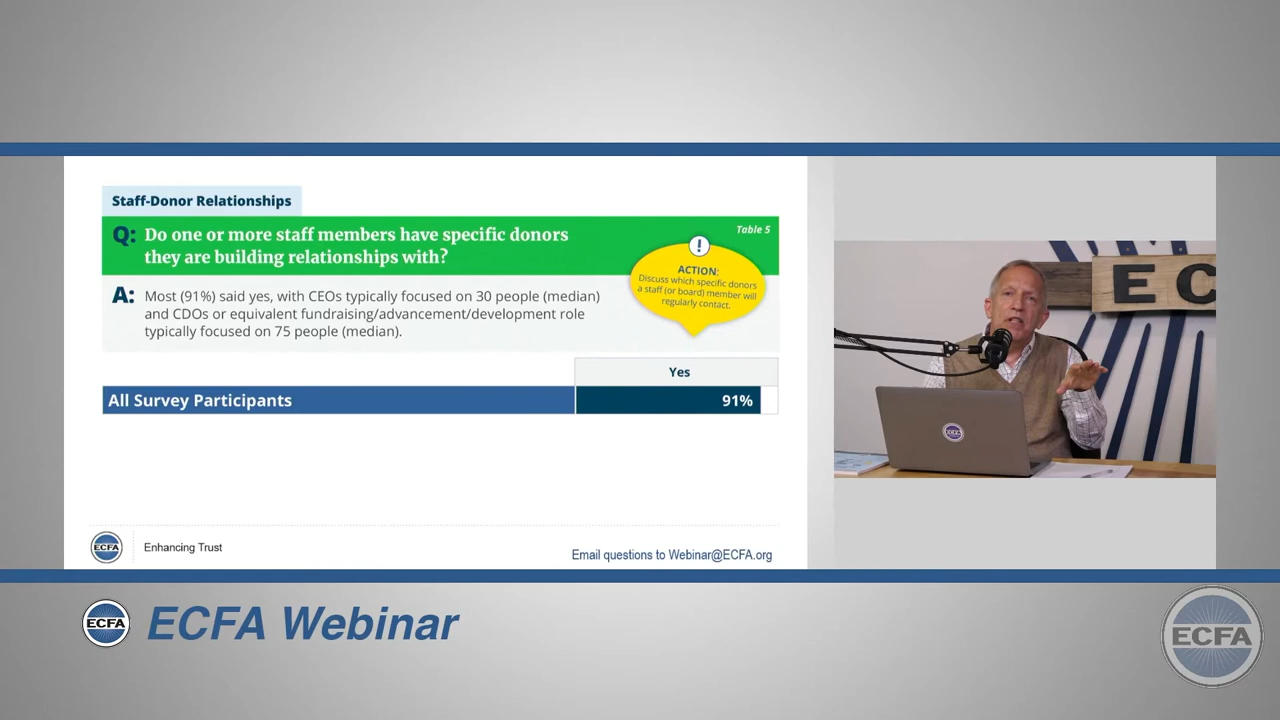 Staff-Donor Relationships
Q: Do one or more staff members have specific donors
they are building relationships with?
Table 5
!
ACTION:
Discuss which specific donors
a staff (or board) member will
regularly contact.
A: Most (91%) said yes, with CEOs typically focused on 30 people (median)
and CDOs or equivalent fundraising/advancement/development role
typically focused on 75 people (median).
Yes
All Survey Participants 91%
ECFA Enhancing Trust
Email questions to Webinar@ECFA.org
EC
ECFA
ECFA ECFA Webinar
ECFA